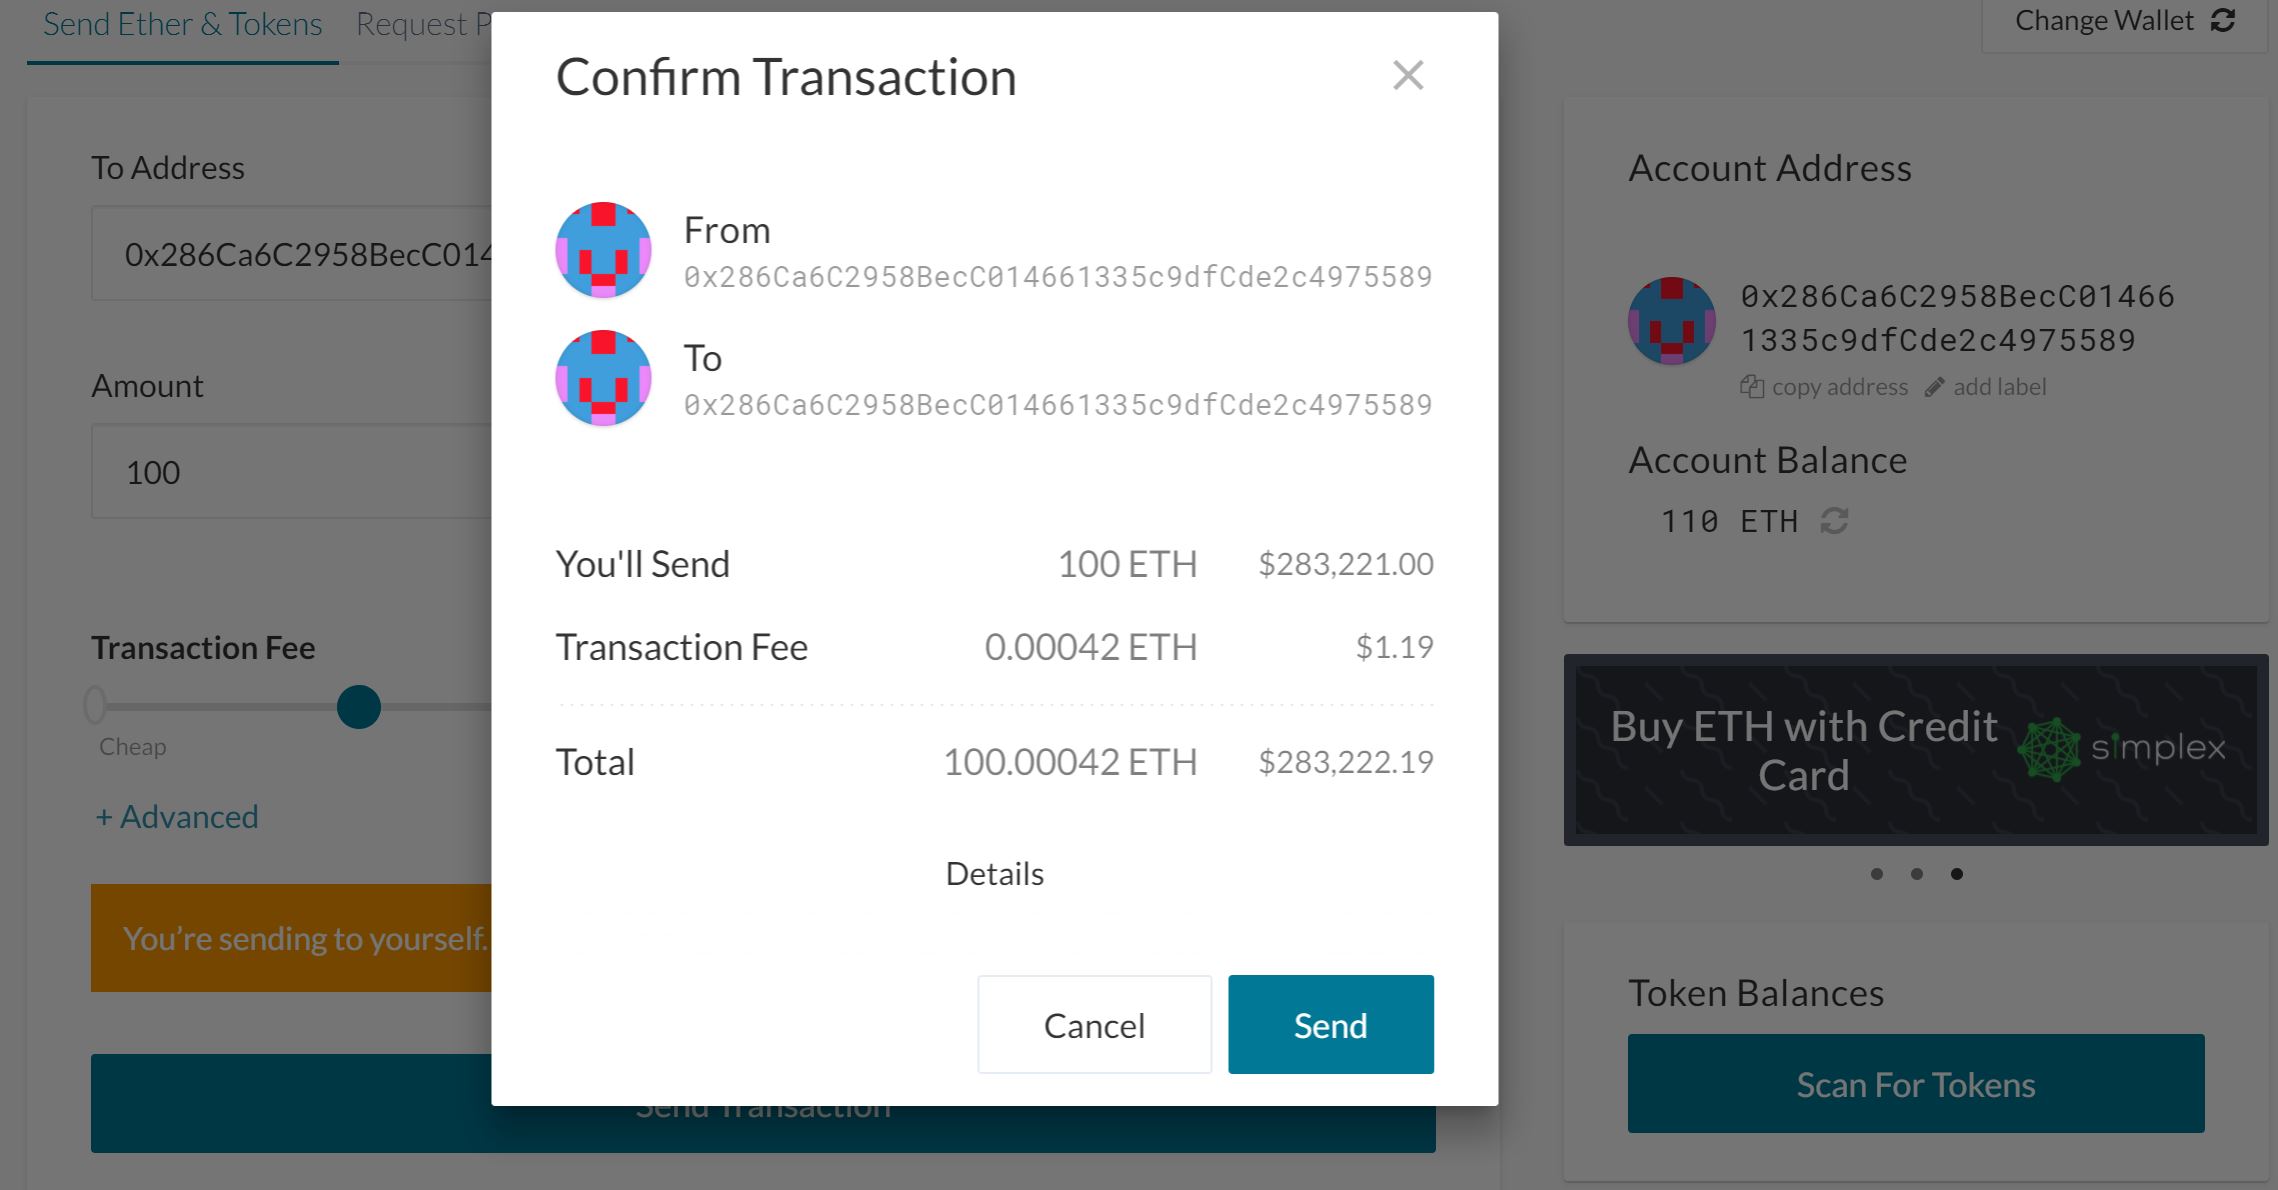 Send Ether & Tokens
Request P
Change Wallet
To Address
0x286Ca6C2958BecC014
Amount
100
Transaction Fee
Cheap
+ Advanced
You’re sending to yourself.
Send Transaction
Confirm Transaction
From
0x286Ca6C2958BecC014661335c9dfCde2c4975589
To
0x286Ca6C2958BecC014661335c9dfCde2c4975589
You'll Send 100 ETH $283,221.00
Transaction Fee 0.00042 ETH $1.19
Total 100.00042 ETH $283,222.19
Details
Cancel
Send
Account Address
0x286Ca6C2958BecC01466
1335c9dfCde2c4975589
copy address add label
Account Balance
110 ETH
Buy ETH with Credit
Card
simplex
Token Balances
Scan For Tokens